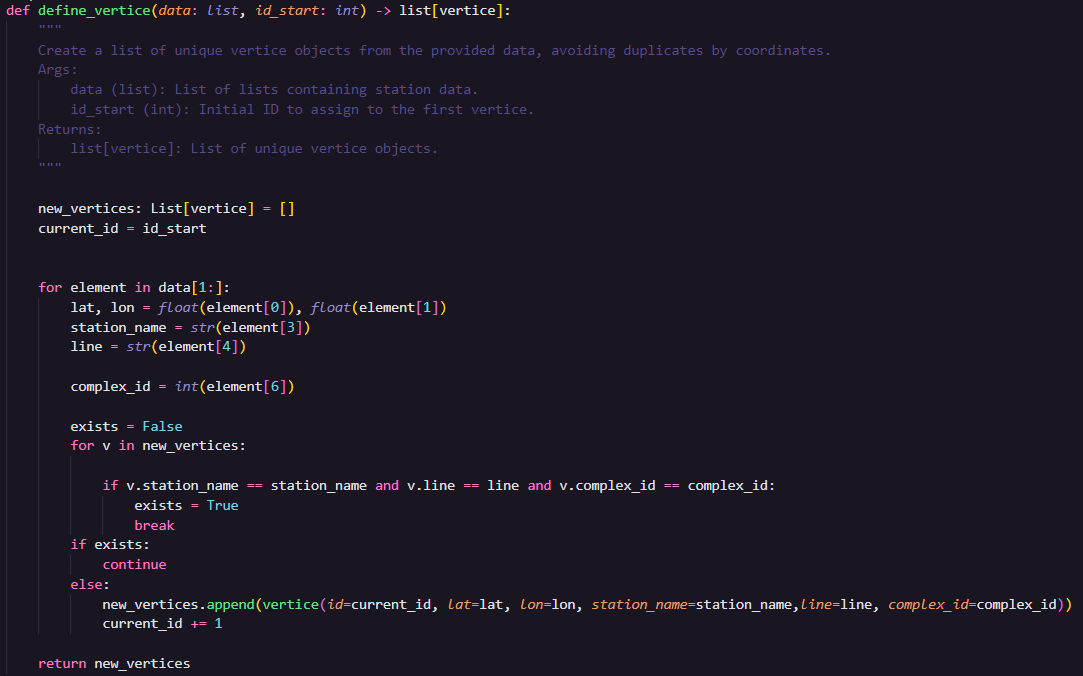 def define_vertice(data: list, id_start: int) -> list[vertice]:
    """
    Create a list of unique vertice objects from the provided data, avoiding duplicates by coordinates.
    Args:
        data (list): List of lists containing station data.
        id_start (int): Initial ID to assign to the first vertice.
    Returns:
        list[vertice]: List of unique vertice objects.
    """
    new_vertices: List[vertice] = []
    current_id = id_start
    for element in data[1:]:
        lat, lon = float(element[0]), float(element[1])
        station_name = str(element[3])
        line = str(element[4])
        complex_id = int(element[6])
        exists = False
        for v in new_vertices:
            if v.station_name == station_name and v.line == line and v.complex_id == complex_id:
                exists = True
                break
        if exists:
            continue
        else:
            new_vertices.append(vertice(id=current_id, lat=lat, lon=lon, station_name=station_name,line=line, complex_id=complex_id))
            current_id += 1
    return new_vertices